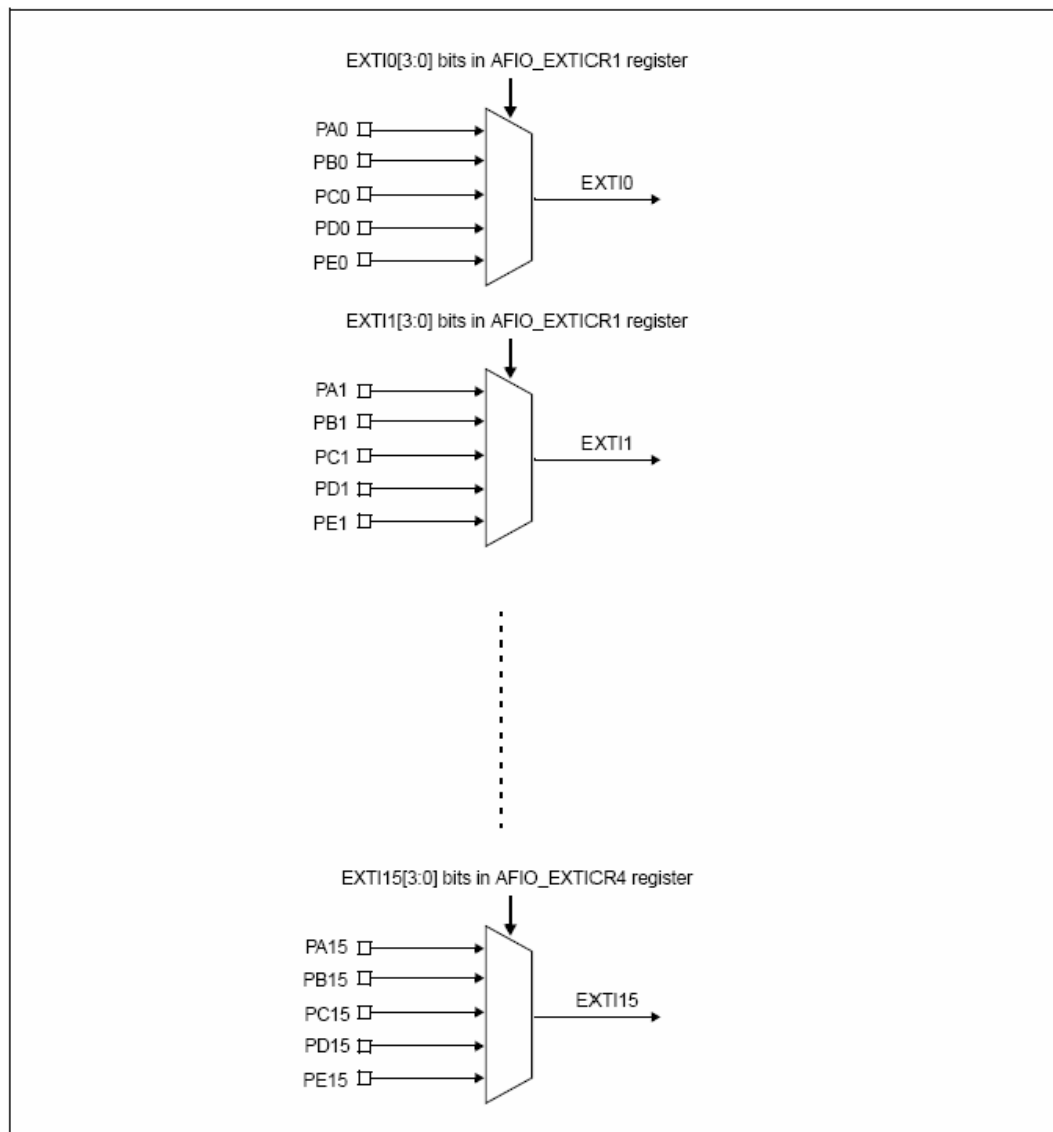 EXTI0[3:0] bits in AFIO_EXTICR1 register
PA0
PB0
PC0
PD0
PE0
EXTI0
EXTI1[3:0] bits in AFIO_EXTICR1 register
PA1
PB1
PC1
PD1
PE1
EXTI1
EXTI15[3:0] bits in AFIO_EXTICR4 register
PA15
PB15
PC15
PD15
PE15
EXTI15